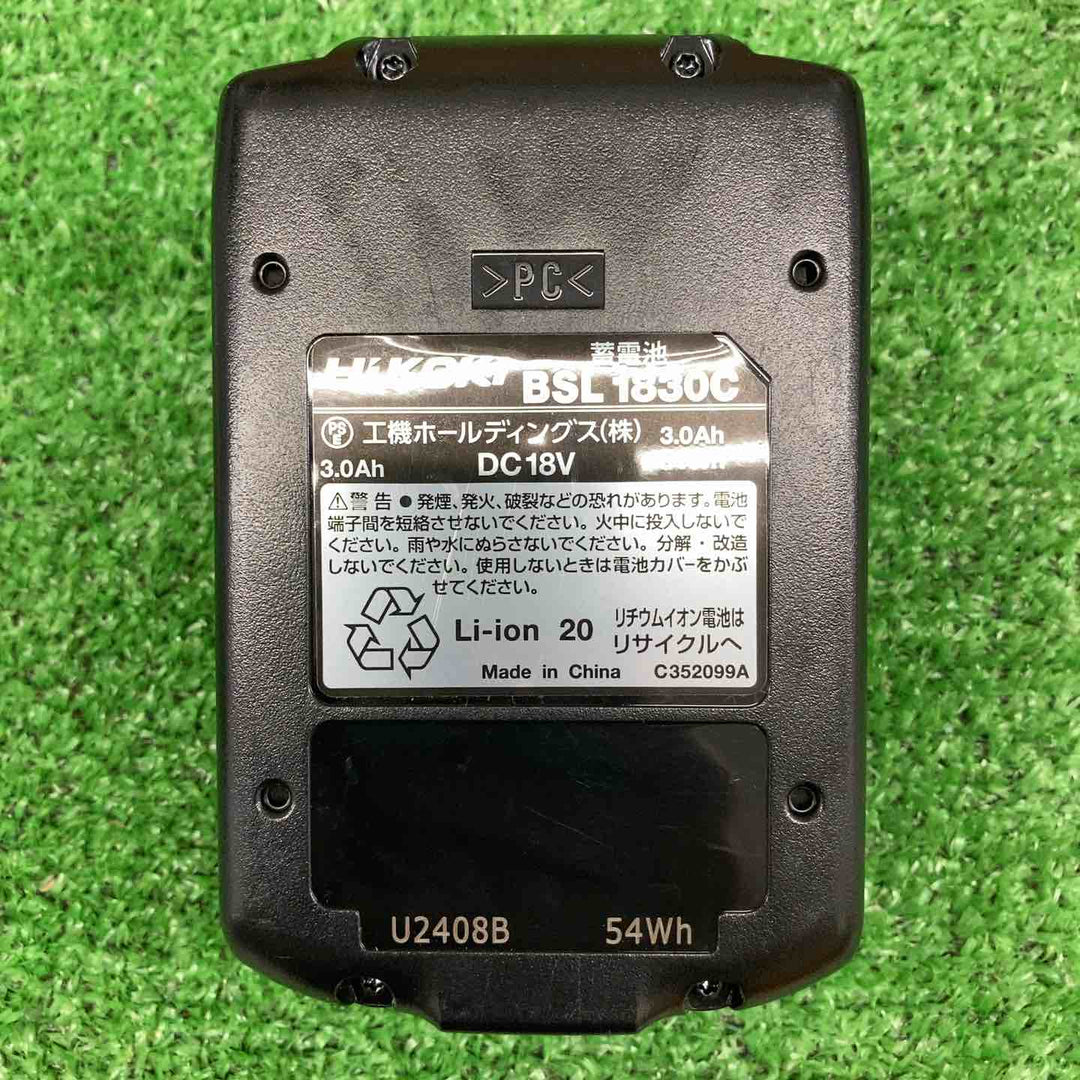 >PC<
蓄電池
HiKOKI BSL 1830C
PSE 工機ホールディングス(株) 3.0Ah
3.0Ah DC 18V
⚠警告 ● 発煙、発火、破裂などの恐れがあります。電池
端子間を短絡させないでください。火中に投入しないで
ください。雨や水にぬらさないでください。分解・改造
しないでください。使用しないときは電池カバーをかぶ
せてください。
Li-ion 20 リチウムイオン電池は
リサイクルへ
Made in China C352099A
U2408B 54Wh